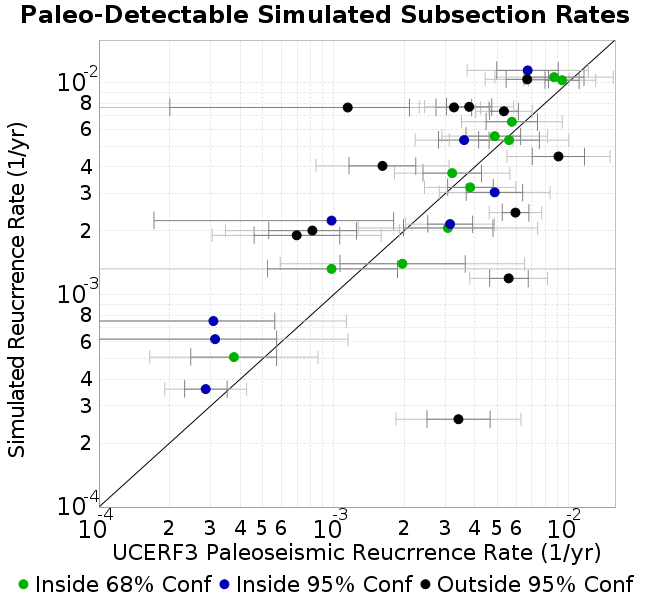 Paleo-Detectable Simulated Subsection Rates
Simulated Reucrrence Rate (1/yr)
10-2
8
6
4
3
2
10-3
8
6
4
3
2
10-4
10-4 2 3 4 5 6 10-3 2 3 4 5 6 10-2
UCERF3 Paleoseismic Reucrrence Rate (1/yr)
Inside 68% Conf Inside 95% Conf Outside 95% Conf